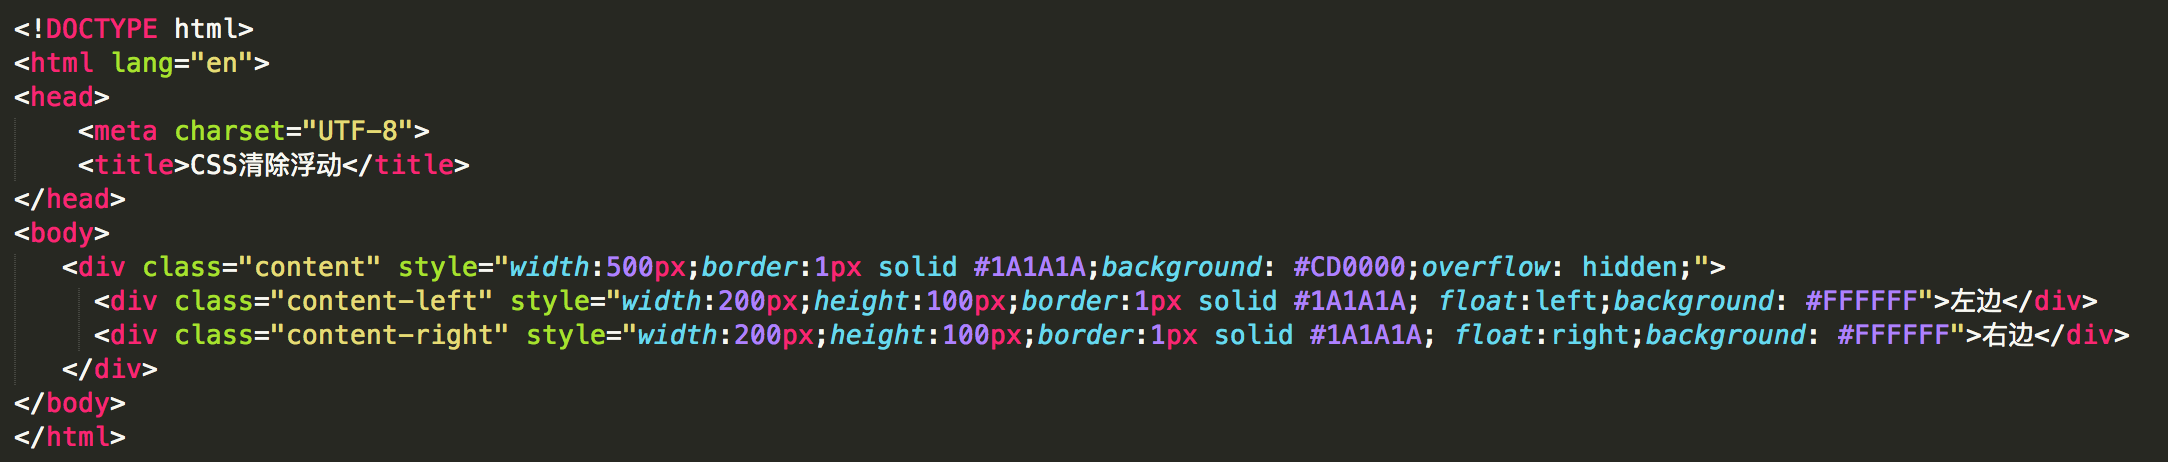 <!DOCTYPE html>
<html lang="en">
<head>
    <meta charset="UTF-8">
    <title>CSS清除浮动</title>
</head>
<body>
   <div class="content" style="width:500px;border:1px solid #1A1A1A;background: #CD0000;overflow: hidden;">
     <div class="content-left" style="width:200px;height:100px;border:1px solid #1A1A1A; float:left;background: #FFFFFF">左边</div>
     <div class="content-right" style="width:200px;height:100px;border:1px solid #1A1A1A; float:right;background: #FFFFFF">右边</div>
   </div>
</body>
</html>